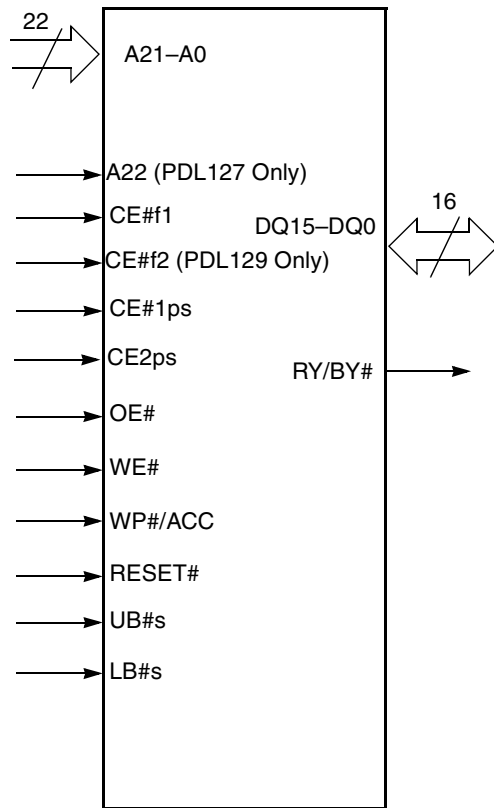 22
A21–A0
A22 (PDL127 Only)
16
CE#f1
DQ15–DQ0
CE#f2 (PDL129 Only)
CE#1ps
CE2ps
RY/BY#
OE#
WE#
WP#/ACC
RESET#
UB#s
LB#s